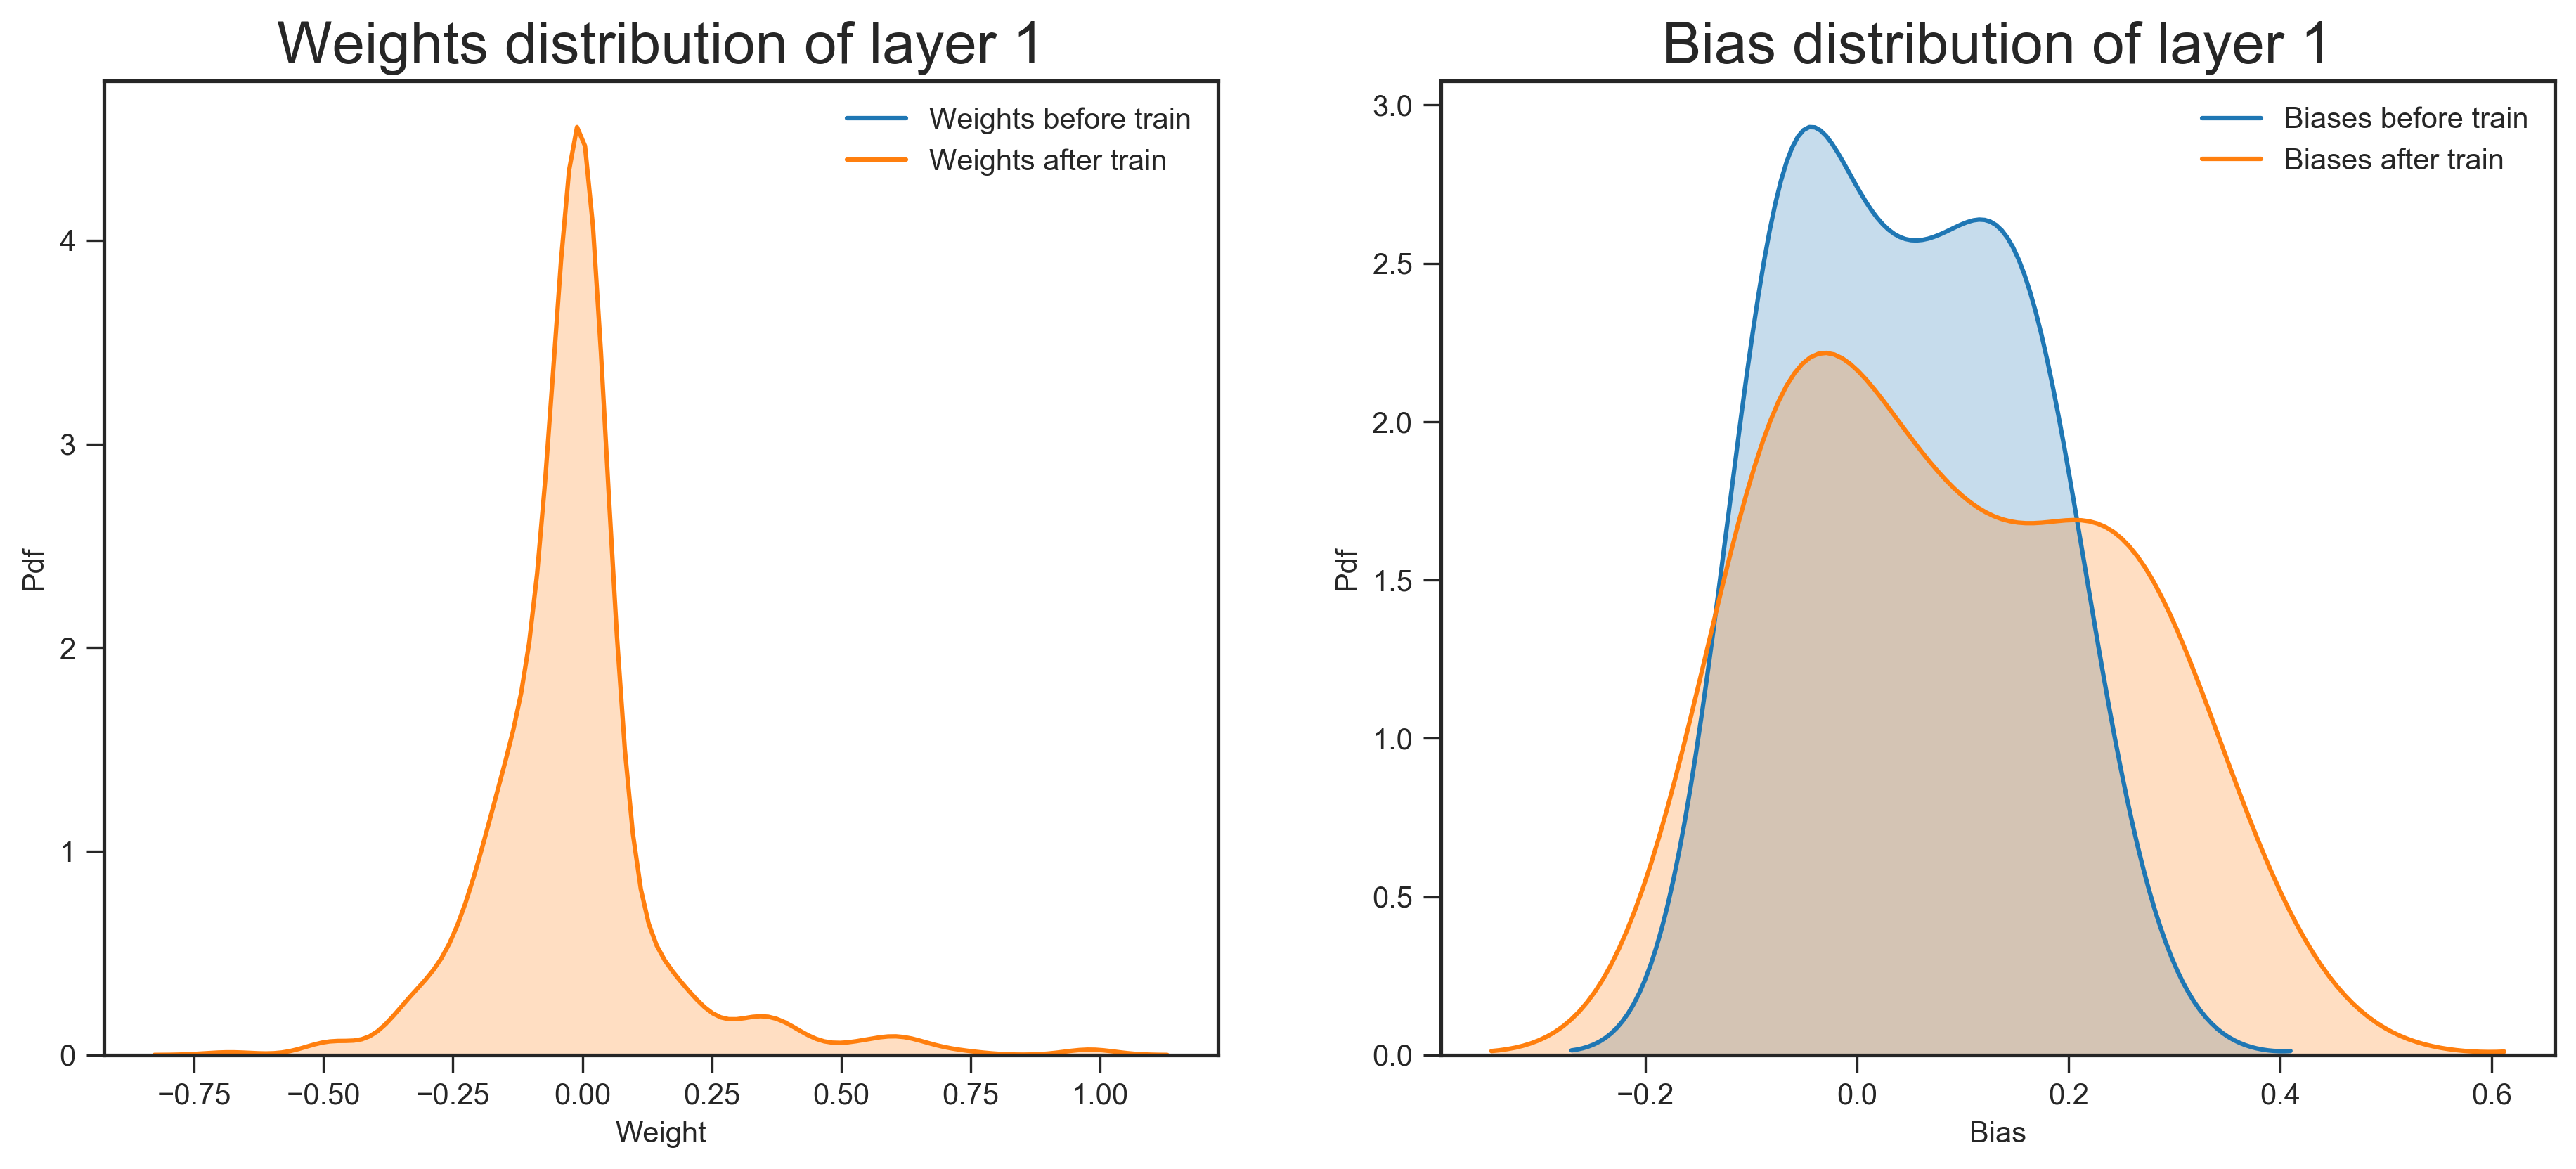 Weights distribution of layer 1
Weights before train
Weights after train
Pdf
4
3
2
1
0
−0.75 −0.50 −0.25 0.00 0.25 0.50 0.75 1.00
Weight
Bias distribution of layer 1
Biases before train
Biases after train
Pdf
3.0
2.5
2.0
1.5
1.0
0.5
0.0
−0.2 0.0 0.2 0.4 0.6
Bias